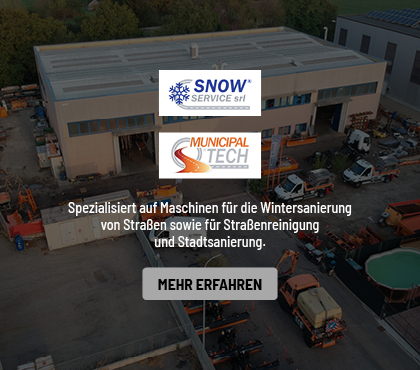 SNOW®
SERVICE srl
MUNICIPAL
TECH
Spezialisiert auf Maschinen für die Wintersanierung
von Straßen sowie für Straßenreinigung
und Stadtsanierung.
MEHR ERFAHREN